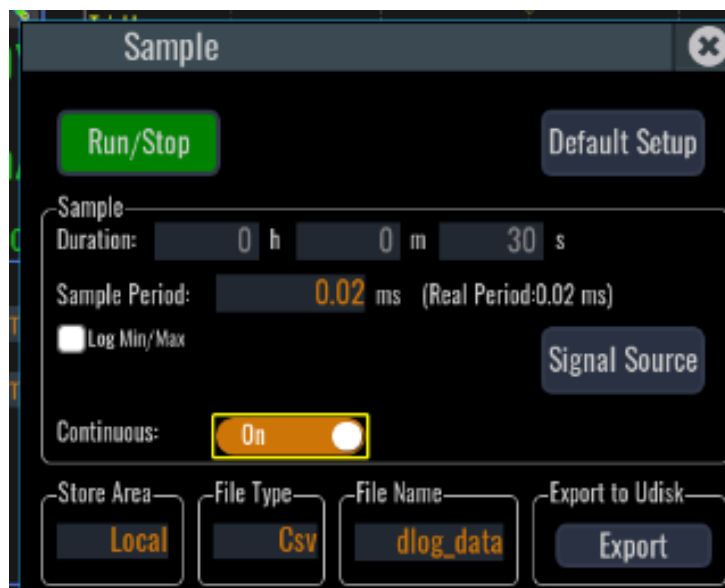 Sample
Run/Stop
Default Setup
Sample
Duration: 0 h 0 m 30 s
Sample Period: 0.02 ms (Real Period:0.02 ms)
Log Min/Max
Signal Source
Continuous: On
Store Area
Local
File Type
Csv
File Name
dlog_data
Export to Udisk
Export